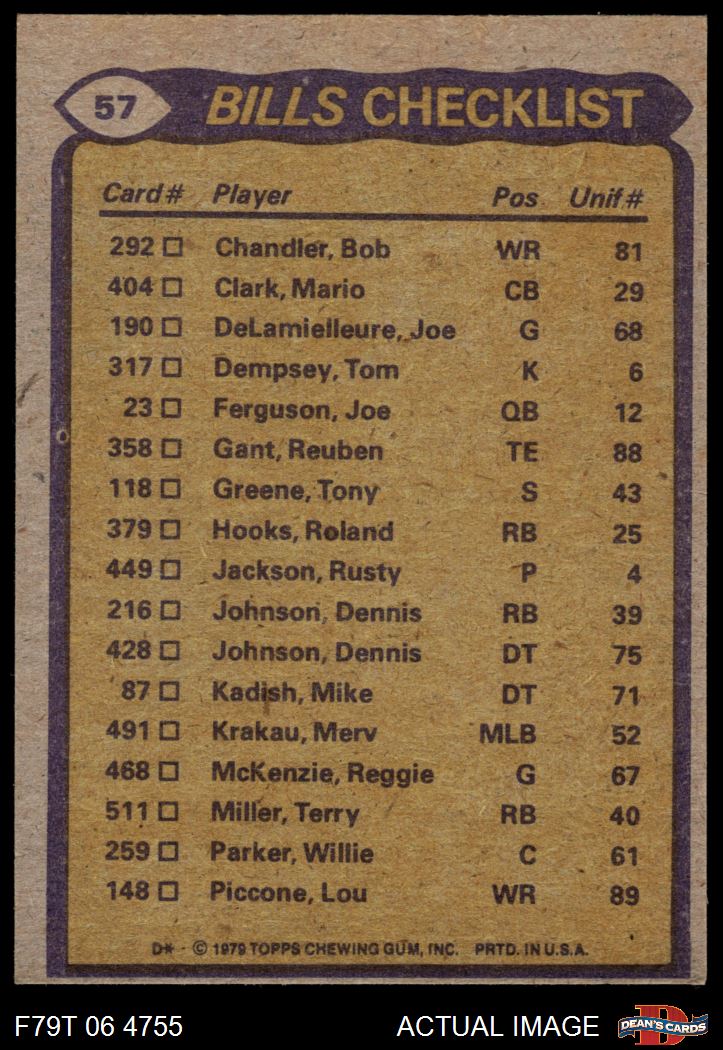 57 BILLS CHECKLIST
Card# Player Pos Unif#
292 Chandler, Bob WR 81
404 Clark, Mario CB 29
190 DeLamielleure, Joe G 68
317 Dempsey, Tom K 6
23 Ferguson, Joe QB 12
358 Gant, Reuben TE 88
118 Greene, Tony S 43
379 Hooks, Roland RB 25
449 Jackson, Rusty P 4
216 Johnson, Dennis RB 39
428 Johnson, Dennis DT 75
87 Kadish, Mike DT 71
491 Krakau, Merv MLB 52
468 McKenzie, Reggie G 67
511 Miller, Terry RB 40
259 Parker, Willie C 61
148 Piccone, Lou WR 89
D* - © 1979 TOPPS CHEWING GUM, INC. PRTD. IN U.S.A.
F79T 06 4755 ACTUAL IMAGE D DEAN'S CARDS